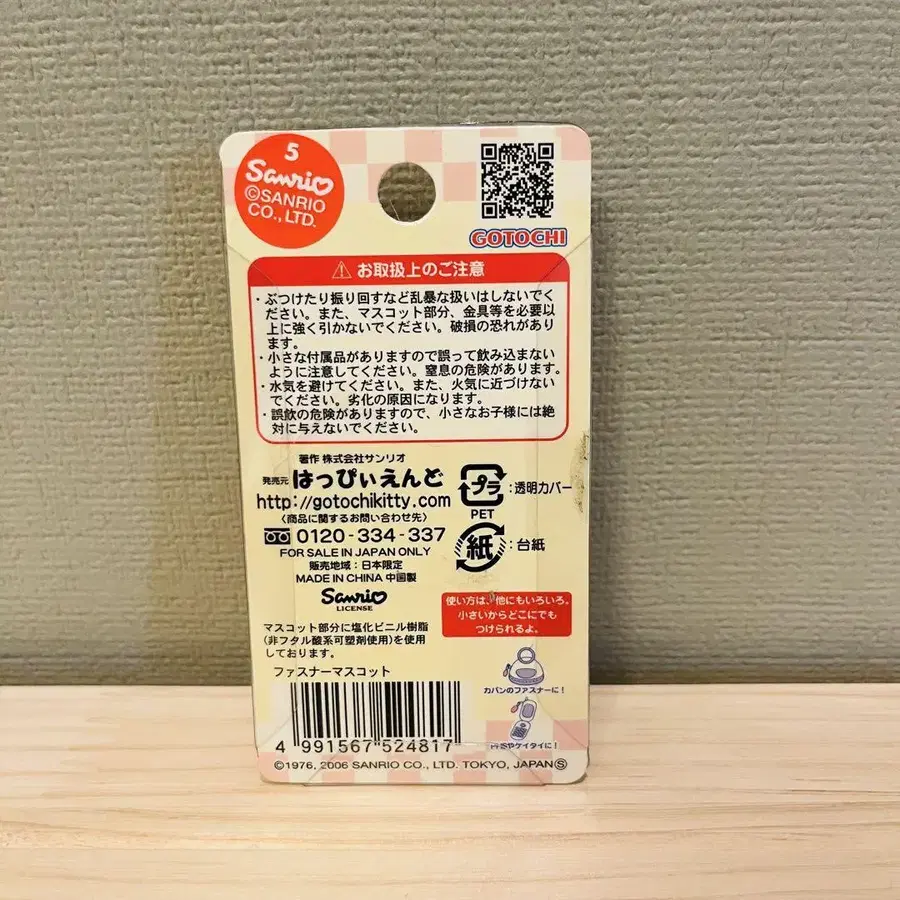 5
Sanrio
©SANRIO
CO., LTD.
GOTOCHI
⚠ お取扱上のご注意
・ぶつけたり振り回すなど乱暴な扱いはしないでく
ださい。また、マスコット部分、金具等を必要以
上に強く引かないでください。破損の恐れがありま
す。
・小さな付属品がありますので誤って飲み込まない
ように注意してください。窒息の危険があります。
・水気を避けてください。また、火気に近づけない
でください。劣化の原因になります。
・誤飲の危険がありますので、小さなお子様には絶
対に与えないでください。
著作 株式会社サンリオ
発売元 はっぴぃえんど
http://gotochikitty.com
〈商品に関するお問い合わせ先〉
0120-334-337
FOR SALE IN JAPAN ONLY
販売地域：日本限定
MADE IN CHINA 中国製
Sanrio
LICENSE
プラ：透明カバー
PET
紙：台紙
マスコット部分に塩化ビニル樹脂
(非フタル酸系可塑剤使用)を使用
しております。
ファスナーマスコット
使い方は、他にもいろいろ。
小さいからどこにでも
つけられるよ。
カバンのファスナーに！
ケイタイに！
4 991567 524817
©1976, 2006 SANRIO CO., LTD. TOKYO, JAPAN Ⓢ